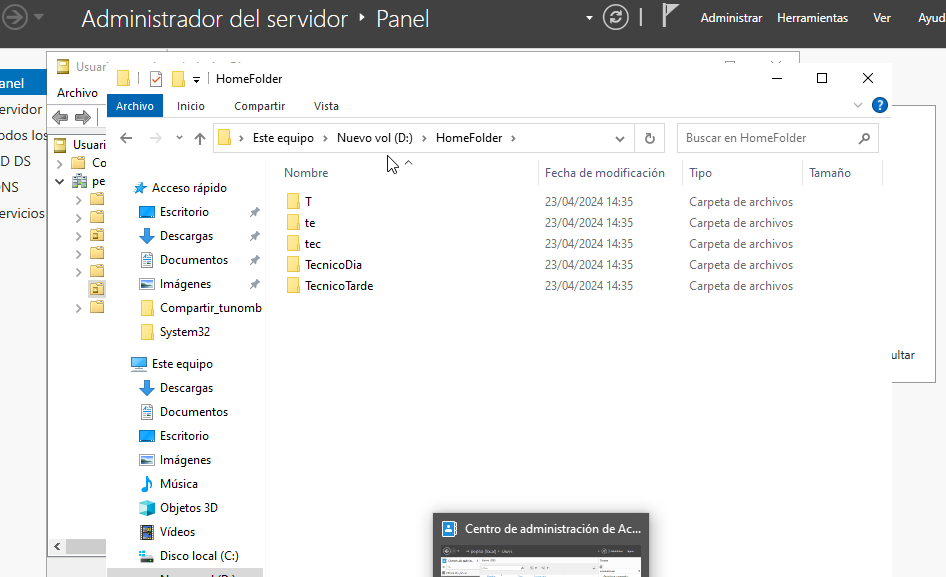 Administrador del servidor Panel
Administrar Herramientas Ver Ayud
anel
ervidor
odos los
D DS
ONS
ervicios
Usuari
Archivo
Usuari
Co
pe
HomeFolder
Archivo Inicio Compartir Vista
Este equipo Nuevo vol (D:) HomeFolder
Buscar en HomeFolder
Acceso rápido
Escritorio
Descargas
Documentos
Imágenes
Compartir_tunomb
System32
Este equipo
Descargas
Documentos
Escritorio
Imágenes
Música
Objetos 3D
Vídeos
Disco local (C:)
Nombre Fecha de modificación Tipo Tamaño
T 23/04/2024 14:35 Carpeta de archivos
te 23/04/2024 14:35 Carpeta de archivos
tec 23/04/2024 14:35 Carpeta de archivos
TecnicoDia 23/04/2024 14:35 Carpeta de archivos
TecnicoTarde 23/04/2024 14:35 Carpeta de archivos
ultar
Centro de administración de Ac...